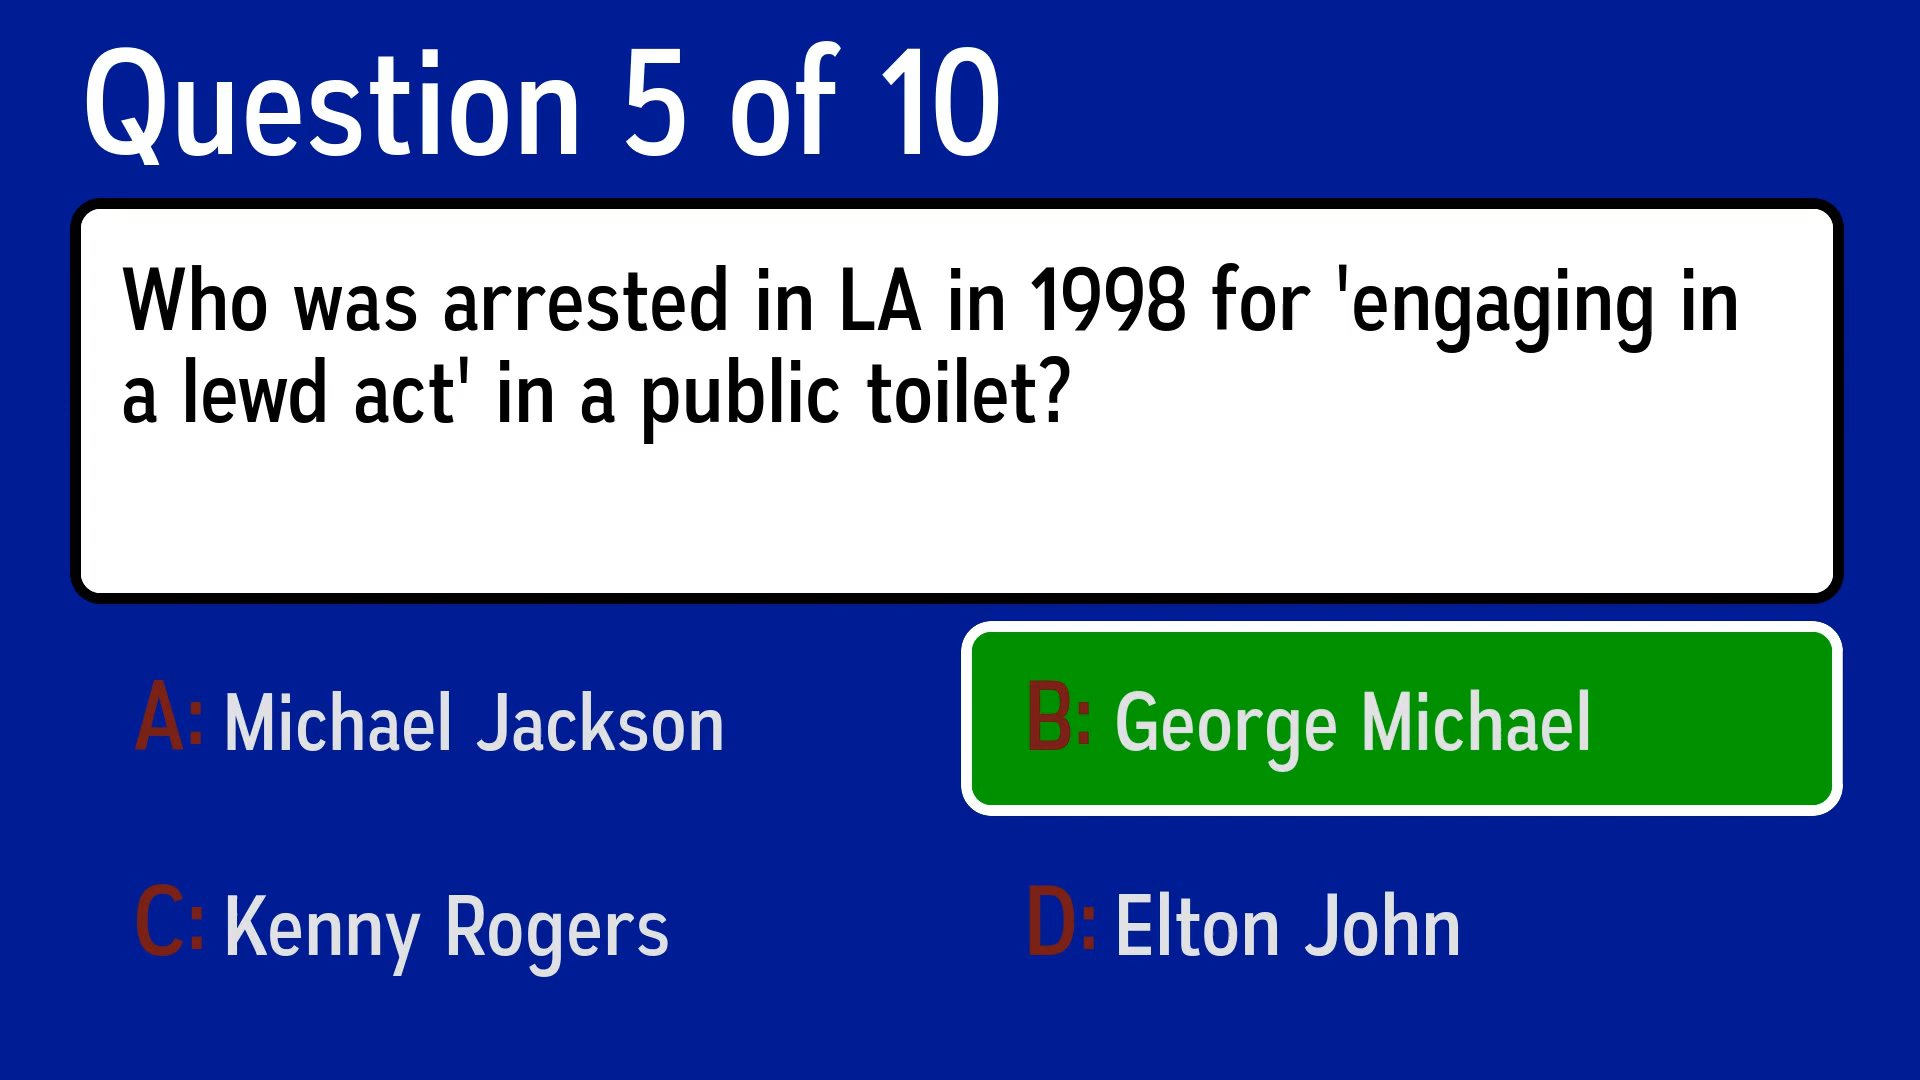 Question 5 of 10
Who was arrested in LA in 1998 for 'engaging in
a lewd act' in a public toilet?
A: Michael Jackson
B: George Michael
C: Kenny Rogers
D: Elton John